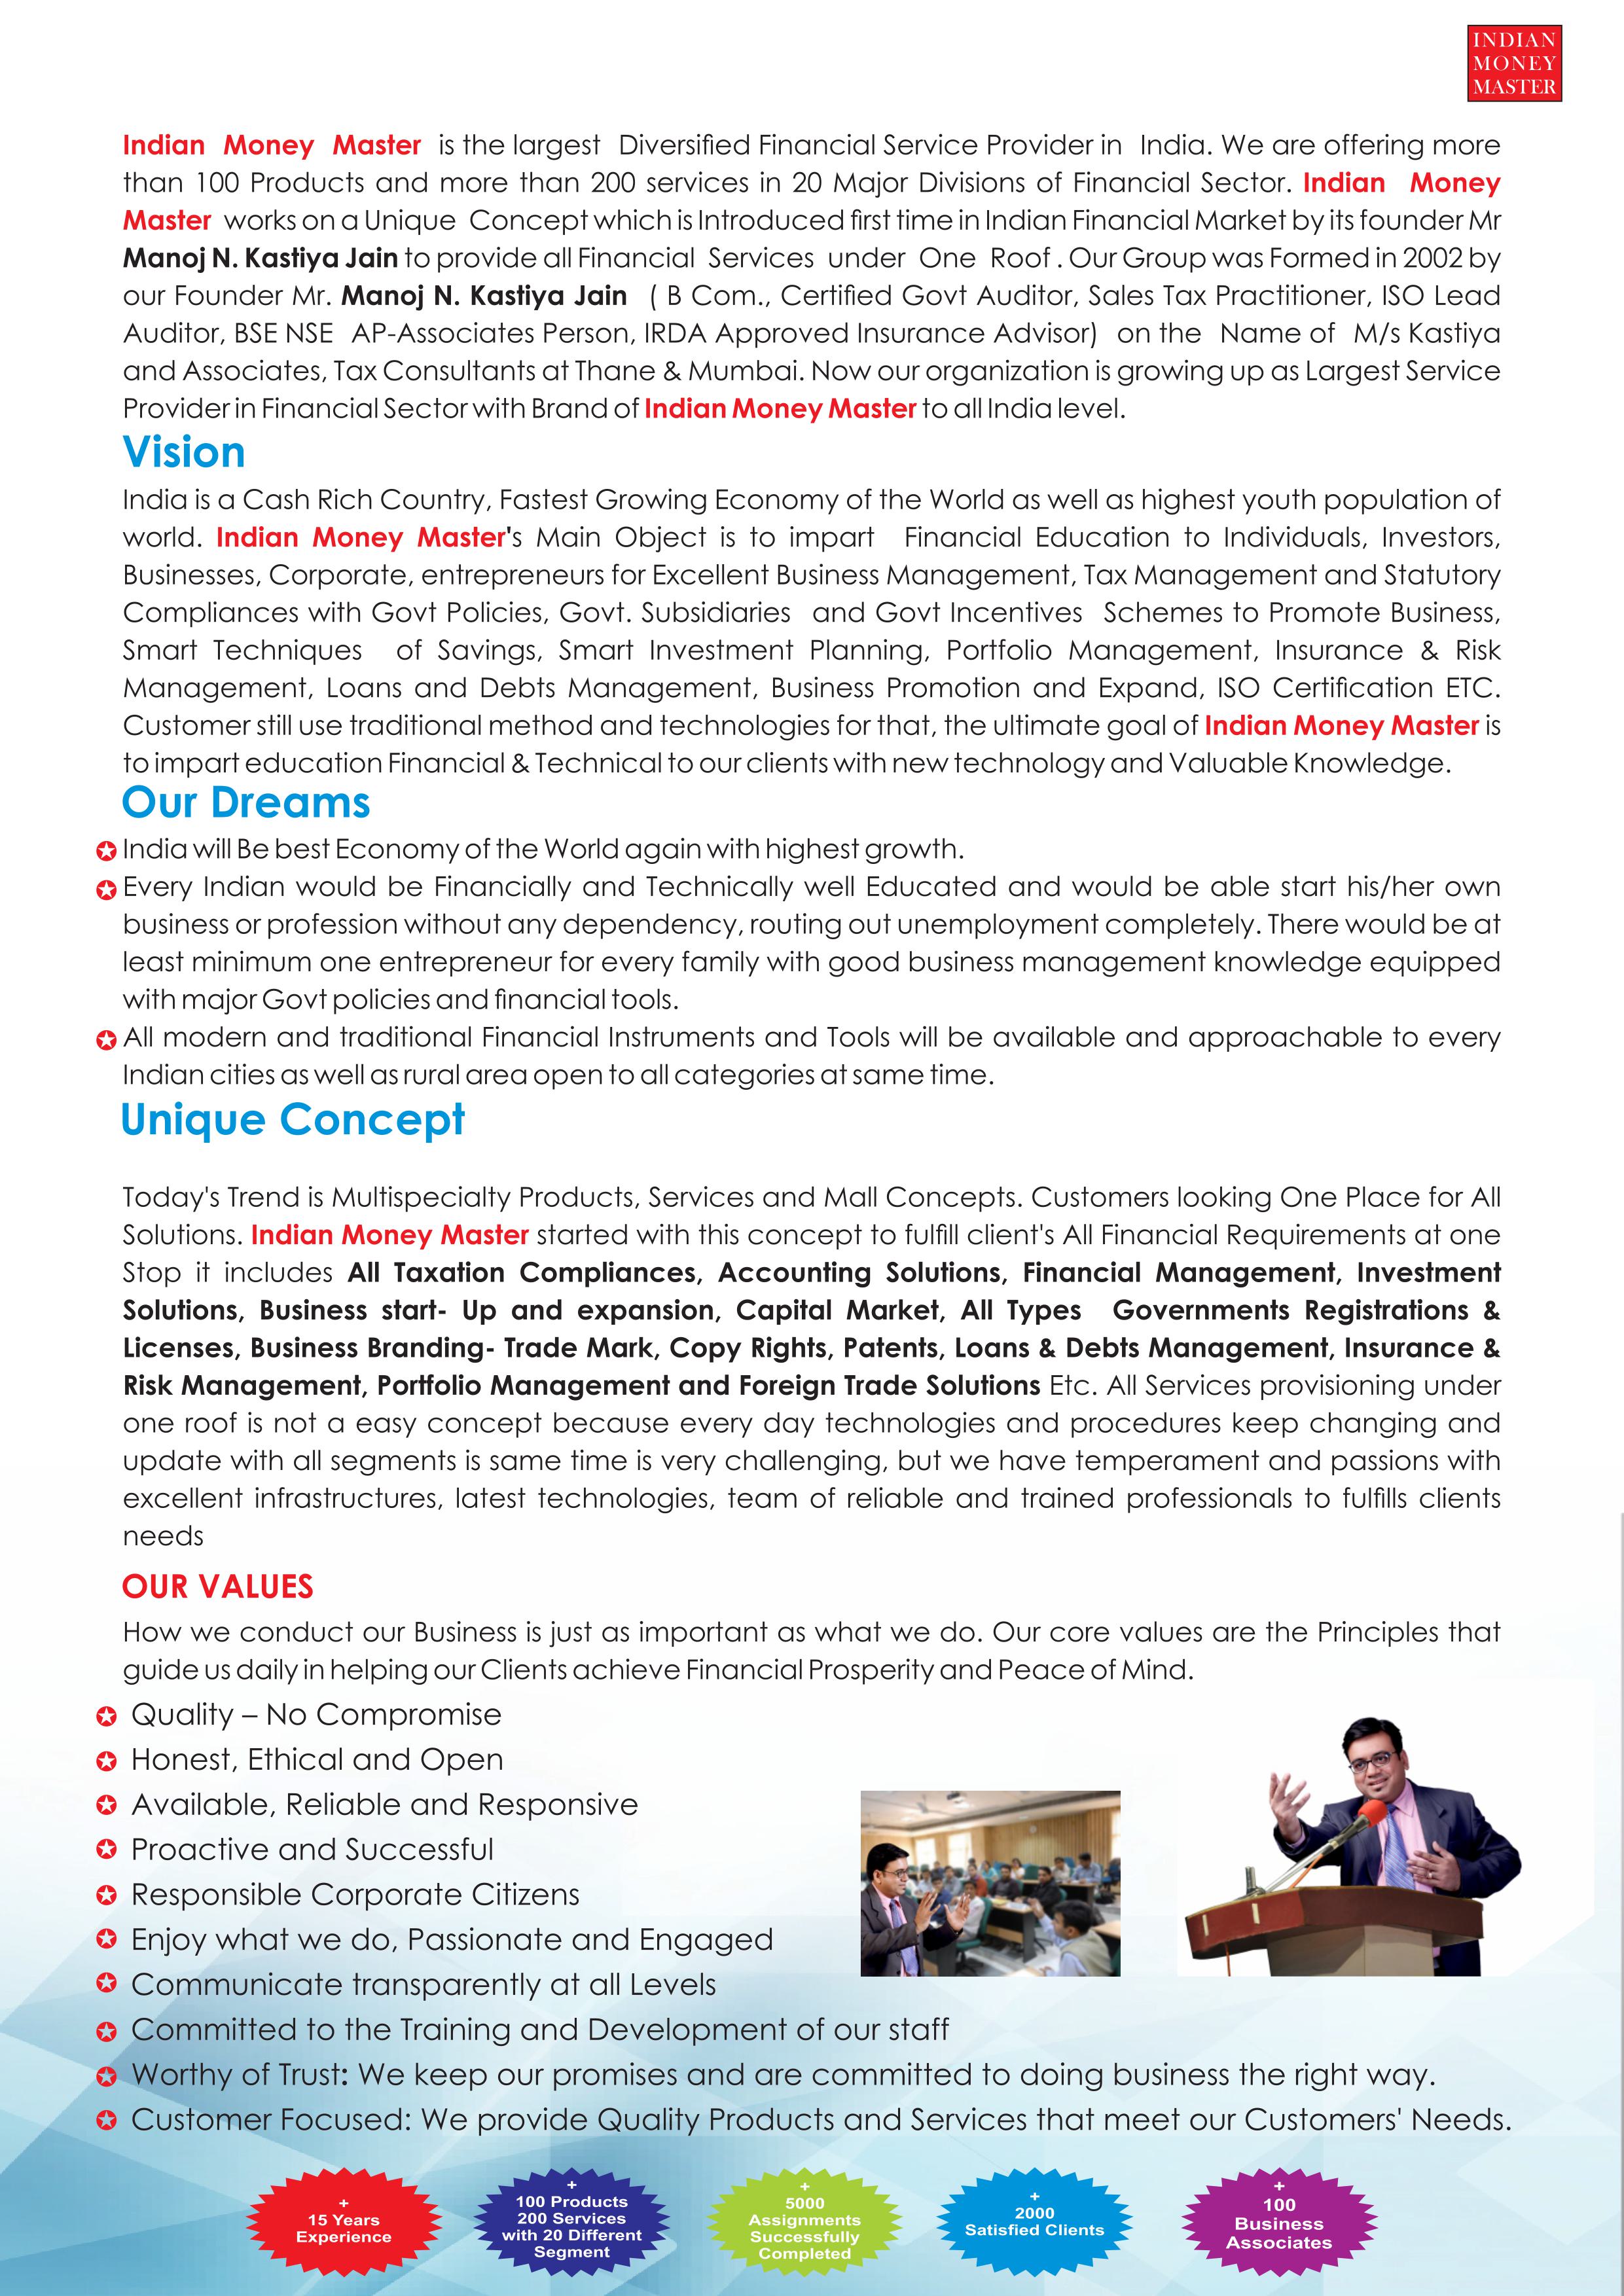 INDIAN
MONEY
MASTER
Indian Money Master is the largest Diversified Financial Service Provider in India. We are offering more
than 100 Products and more than 200 services in 20 Major Divisions of Financial Sector. Indian Money
Master works on a Unique Concept which is Introduced first time in Indian Financial Market by its founder Mr
Manoj N. Kastiya Jain to provide all Financial Services under One Roof . Our Group was Formed in 2002 by
our Founder Mr. Manoj N. Kastiya Jain ( B Com., Certified Govt Auditor, Sales Tax Practitioner, ISO Lead
Auditor, BSE NSE AP-Associates Person, IRDA Approved Insurance Advisor) on the Name of M/s Kastiya
and Associates, Tax Consultants at Thane & Mumbai. Now our organization is growing up as Largest Service
Provider in Financial Sector with Brand of Indian Money Master to all India level.
Vision
India is a Cash Rich Country, Fastest Growing Economy of the World as well as highest youth population of
world. Indian Money Master's Main Object is to impart Financial Education to Individuals, Investors,
Businesses, Corporate, entrepreneurs for Excellent Business Management, Tax Management and Statutory
Compliances with Govt Policies, Govt. Subsidiaries and Govt Incentives Schemes to Promote Business,
Smart Techniques of Savings, Smart Investment Planning, Portfolio Management, Insurance & Risk
Management, Loans and Debts Management, Business Promotion and Expand, ISO Certification ETC.
Customer still use traditional method and technologies for that, the ultimate goal of Indian Money Master is
to impart education Financial & Technical to our clients with new technology and Valuable Knowledge.
Our Dreams
India will Be best Economy of the World again with highest growth.
Every Indian would be Financially and Technically well Educated and would be able start his/her own
business or profession without any dependency, routing out unemployment completely. There would be at
least minimum one entrepreneur for every family with good business management knowledge equipped
with major Govt policies and financial tools.
All modern and traditional Financial Instruments and Tools will be available and approachable to every
Indian cities as well as rural area open to all categories at same time.
Unique Concept
Today's Trend is Multispecialty Products, Services and Mall Concepts. Customers looking One Place for All
Solutions. Indian Money Master started with this concept to fulfill client's All Financial Requirements at one
Stop it includes All Taxation Compliances, Accounting Solutions, Financial Management, Investment
Solutions, Business start- Up and expansion, Capital Market, All Types Governments Registrations &
Licenses, Business Branding- Trade Mark, Copy Rights, Patents, Loans & Debts Management, Insurance &
Risk Management, Portfolio Management and Foreign Trade Solutions Etc. All Services provisioning under
one roof is not a easy concept because every day technologies and procedures keep changing and
update with all segments is same time is very challenging, but we have temperament and passions with
excellent infrastructures, latest technologies, team of reliable and trained professionals to fulfills clients
needs
OUR VALUES
How we conduct our Business is just as important as what we do. Our core values are the Principles that
guide us daily in helping our Clients achieve Financial Prosperity and Peace of Mind.
Quality – No Compromise
Honest, Ethical and Open
Available, Reliable and Responsive
Proactive and Successful
Responsible Corporate Citizens
Enjoy what we do, Passionate and Engaged
Communicate transparently at all Levels
Committed to the Training and Development of our staff
Worthy of Trust: We keep our promises and are committed to doing business the right way.
Customer Focused: We provide Quality Products and Services that meet our Customers' Needs.
+
15 Years
Experience
+
100 Products
200 Services
with 20 Different
Segment
+
5000
Assignments
Successfully
Completed
+
2000
Satisfied Clients
+
100
Business
Associates